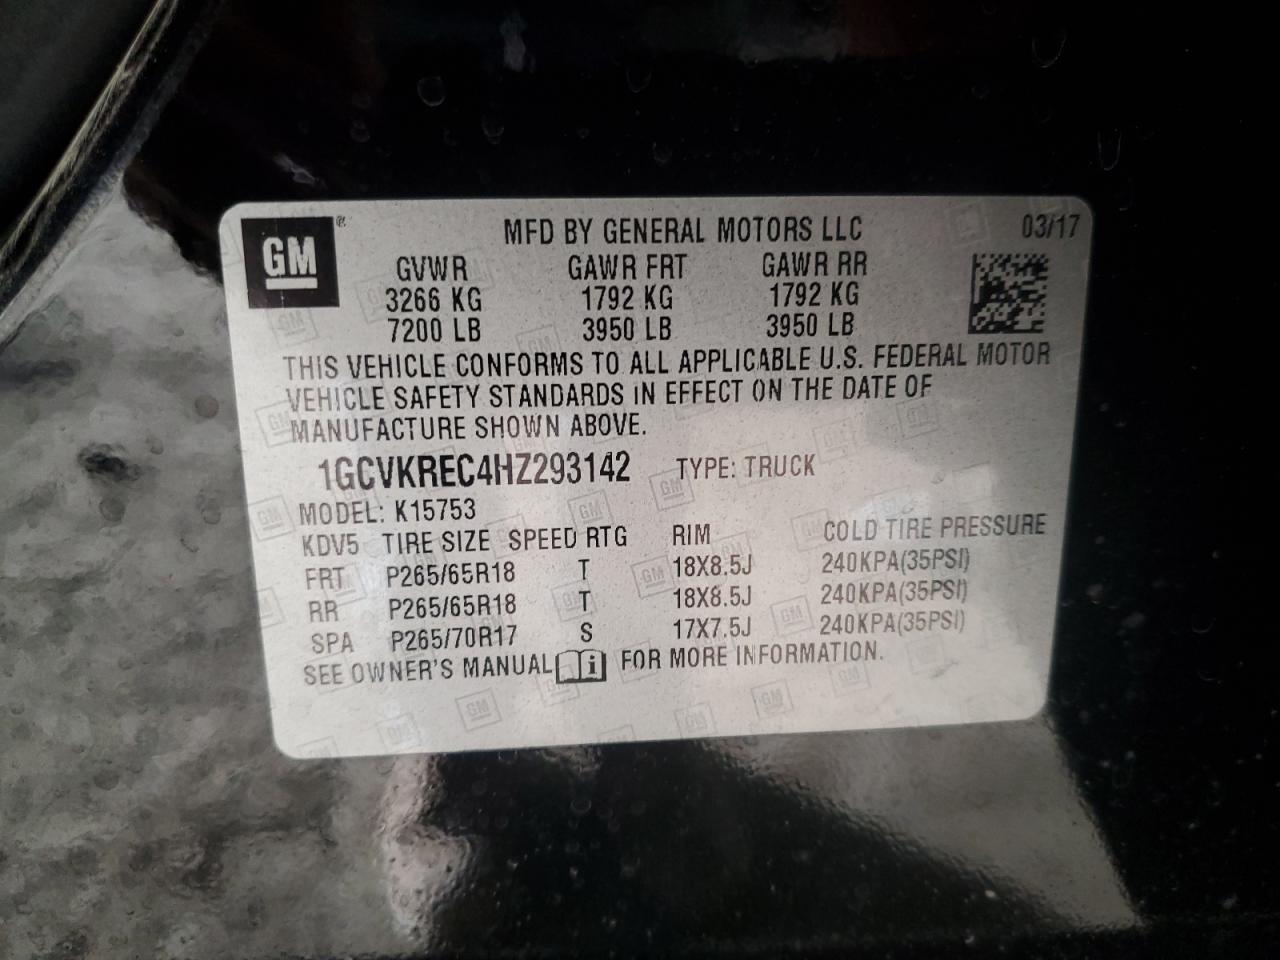 GM® MFD BY GENERAL MOTORS LLC 03/17
GVWR GAWR FRT GAWR RR
3266 KG 1792 KG 1792 KG
7200 LB 3950 LB 3950 LB
THIS VEHICLE CONFORMS TO ALL APPLICABLE U.S. FEDERAL MOTOR
VEHICLE SAFETY STANDARDS IN EFFECT ON THE DATE OF
MANUFACTURE SHOWN ABOVE.
1GCVKREC4HZ293142 TYPE: TRUCK
MODEL: K15753
KDV5 TIRE SIZE SPEED RTG RIM COLD TIRE PRESSURE
FRT P265/65R18 T 18X8.5J 240KPA(35PSI)
RR P265/65R18 T 18X8.5J 240KPA(35PSI)
SPA P265/70R17 S 17X7.5J 240KPA(35PSI)
SEE OWNER'S MANUAL i FOR MORE INFORMATION.